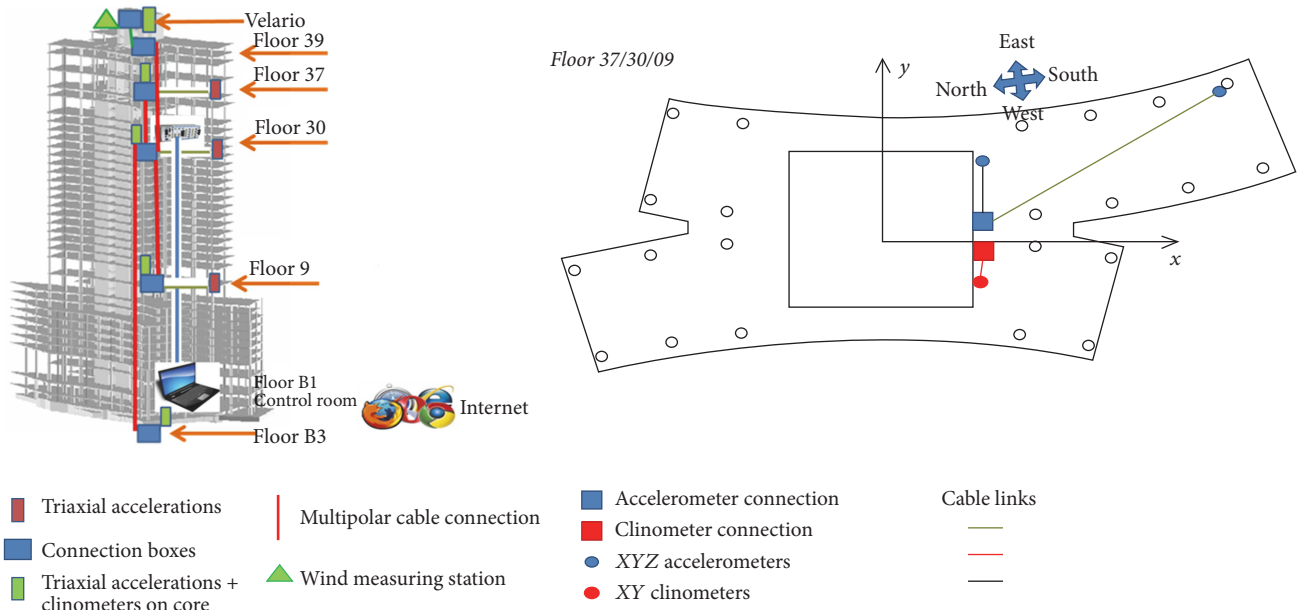 Velario
Floor 39
Floor 37
Floor 30
Floor 9
Floor B1
Control room
Internet
Floor B3
Floor 37/30/09
y
East
South
North
West
x
Triaxial accelerations
Connection boxes
Triaxial accelerations +
clinometers on core
Multipolar cable connection
Wind measuring station
Accelerometer connection
Clinometer connection
XYZ accelerometers
XY clinometers
Cable links